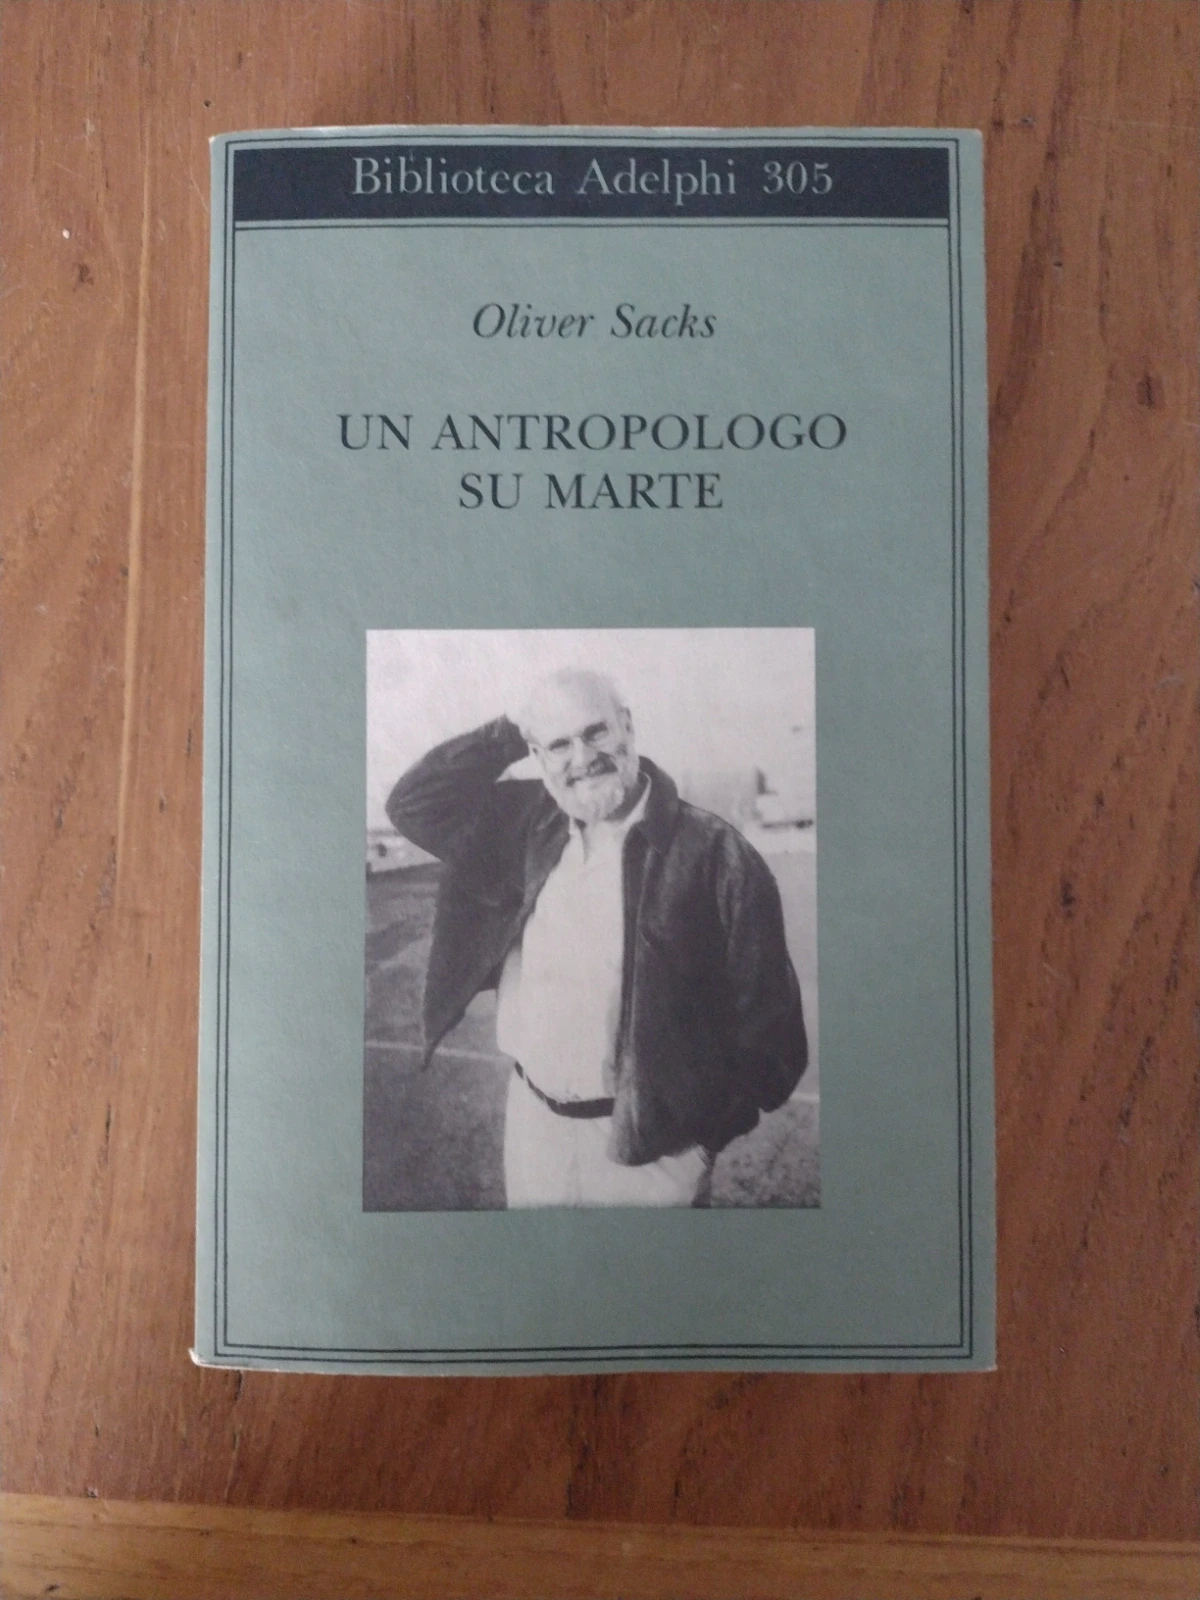 Biblioteca Adelphi 305
Oliver Sacks
UN ANTROPOLOGO
SU MARTE